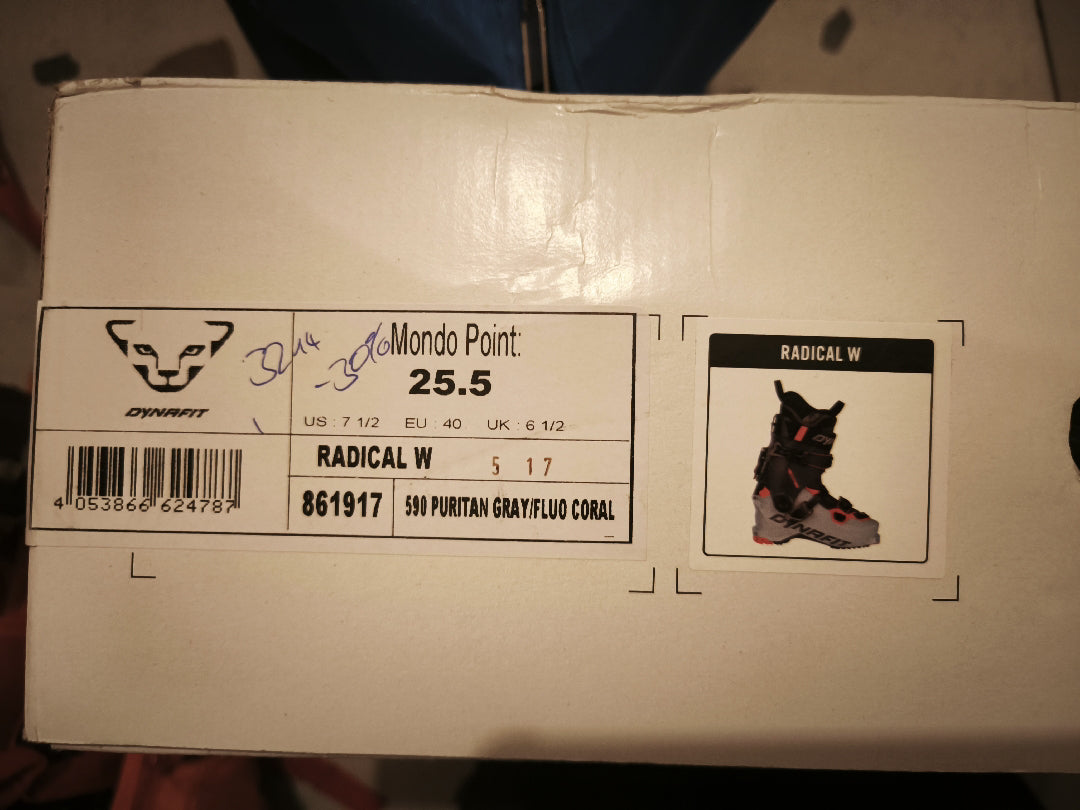 DYNAFIT
-30%
Mondo Point:
25.5
US : 7 1/2 EU : 40 UK : 6 1/2
RADICAL W 5 17
861917 590 PURITAN GRAY/FLUO CORAL
4 053866 624787
RADICAL W
DYNAFIT